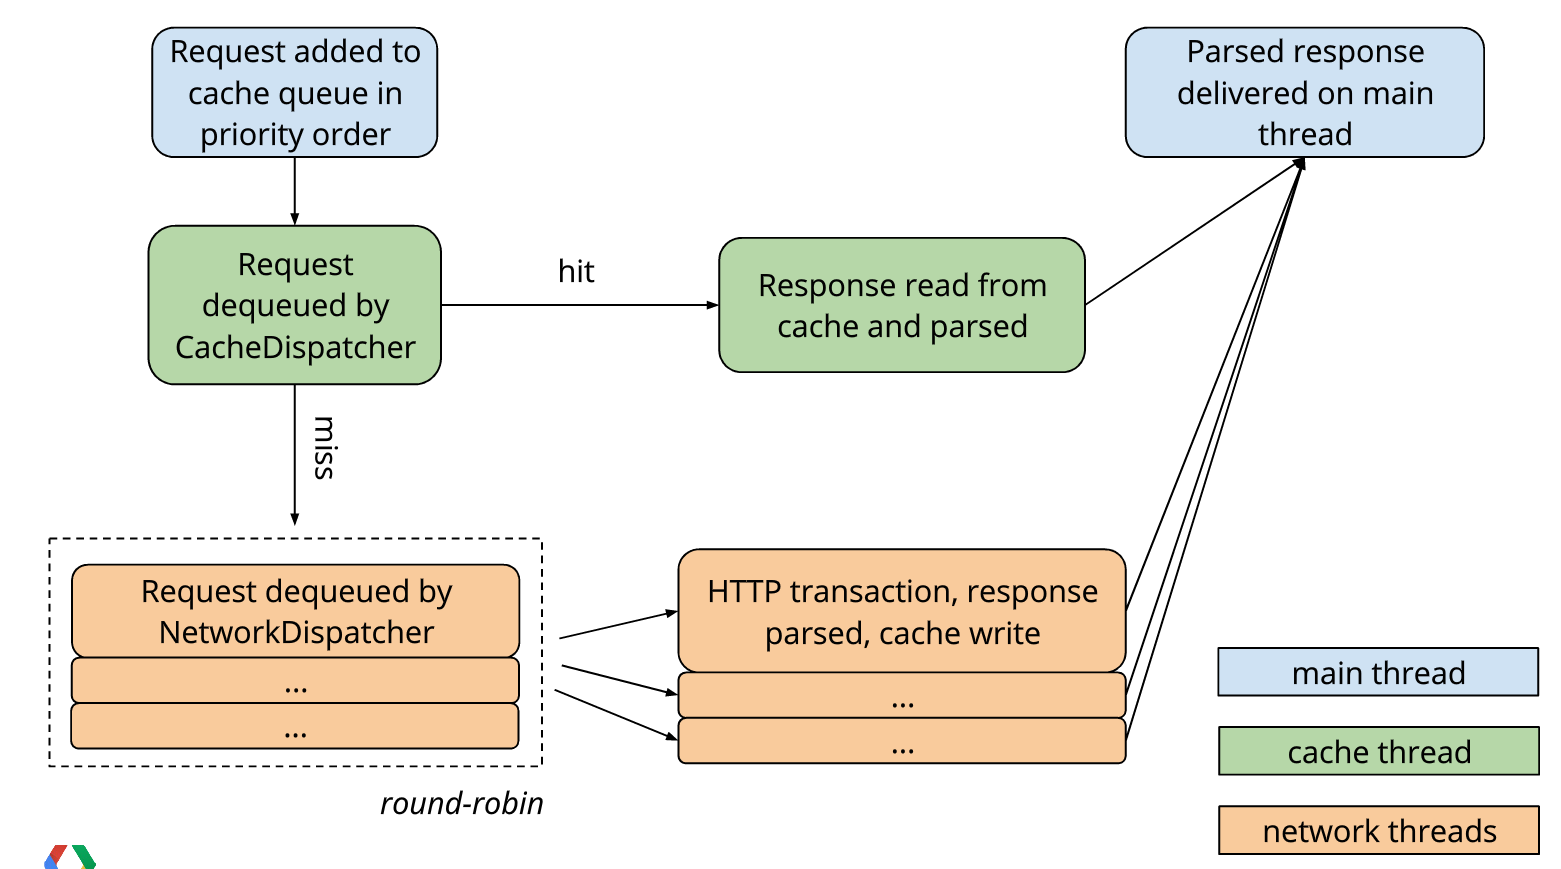 Request added to
cache queue in
priority order
Parsed response
delivered on main
thread
Request
dequeued by
CacheDispatcher
hit
Response read from
cache and parsed
miss
Request dequeued by
NetworkDispatcher
...
...
HTTP transaction, response
parsed, cache write
...
...
round-robin
main thread
cache thread
network threads